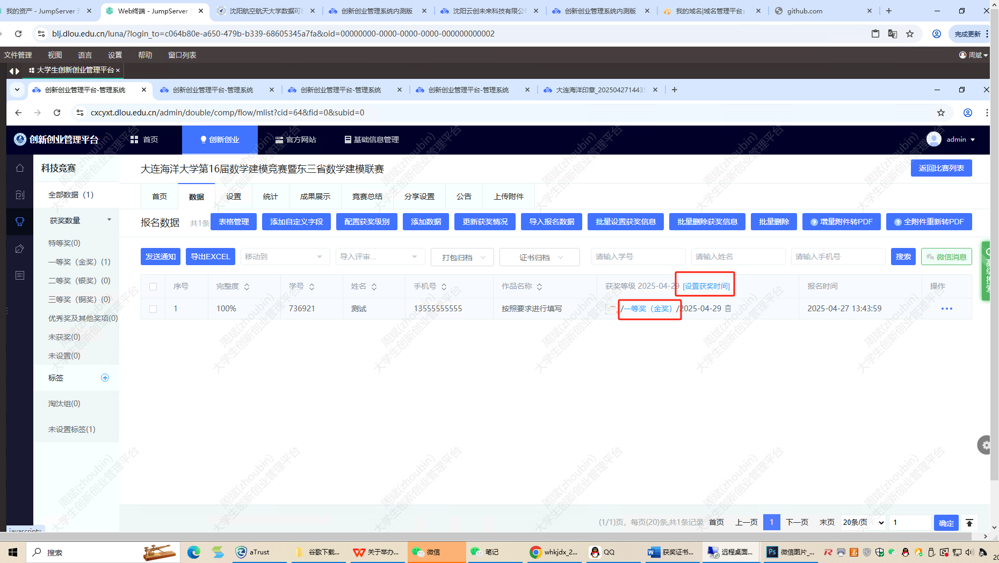 我的资产 - JumpServer
Web终端 - JumpServer
沈阳航空航天大学数据可
创新创业管理系统内测版
沈阳云创未来科技有限公
创新创业管理系统内测版
我的域名|域名管理平台
github.com
blj.dlou.edu.cn/luna/?login_to=c064b80e-a650-479b-b339-68605345a7fa&oid=00000000-0000-0000-0000-000000000002
完成更新
文件管理 视图 语言 设置 帮助 窗口列表
周斌
大学生创新创业管理平台
创新创业管理平台-管理系统
创新创业管理平台-管理系统
创新创业管理平台-管理系统
创新创业管理平台-管理系统
大连海洋印章_2025042714435
cxcyxt.dlou.edu.cn/admin/double/comp/flow/mlist?cid=64&fid=0&subid=0
创新创业管理平台 首页 创新创业 官方网站 基础信息管理 admin
科技竞赛
全部数据（1）
获奖数量
特等奖(0)
一等奖（金奖）(1)
二等奖（银奖）(0)
三等奖（铜奖）(0)
优秀奖及其他奖项(0)
未获奖(0)
未设置(0)
标签
淘汰组(0)
未设置标签(1)
大连海洋大学第16届数学建模竞赛暨东三省数学建模联赛
返回比赛列表
首页 数据 设置 统计 成果展示 竞赛总结 分享设置 公告 上传附件
报名数据 共1条 表格管理 添加自定义字段 配置获奖级别 添加数据 更新获奖情况 导入报名数据 批量设置获奖信息 批量删除获奖信息 批量删除 增量附件转PDF 全附件重新转PDF
发送通知 导出EXCEL 移动到 导入评审... 打包归档 证书归档 请输入学号 请输入姓名 请输入手机号 搜索 微信消息
高级搜索
序号 完整度 学号 姓名 手机号 作品名称 获奖等级 2025-04-29 [设置获奖时间] 报名时间 操作
1 100% 736921 测试 13555555555 按照要求进行填写 /一等奖（金奖）/2025-04-29 2025-04-27 13:43:59
周斌(zhoubin)
大学生创新创业管理平台
(1/1)页，每页(20)条,共1条记录 首页 上一页 1 下一页 末页 20条/页 1 确定
javascript:;
搜索
aTrust
谷歌下载...
关于举办...
微信
笔记
whkjdx_2...
QQ
获奖证书...
远程桌面...
微信图片_...
20